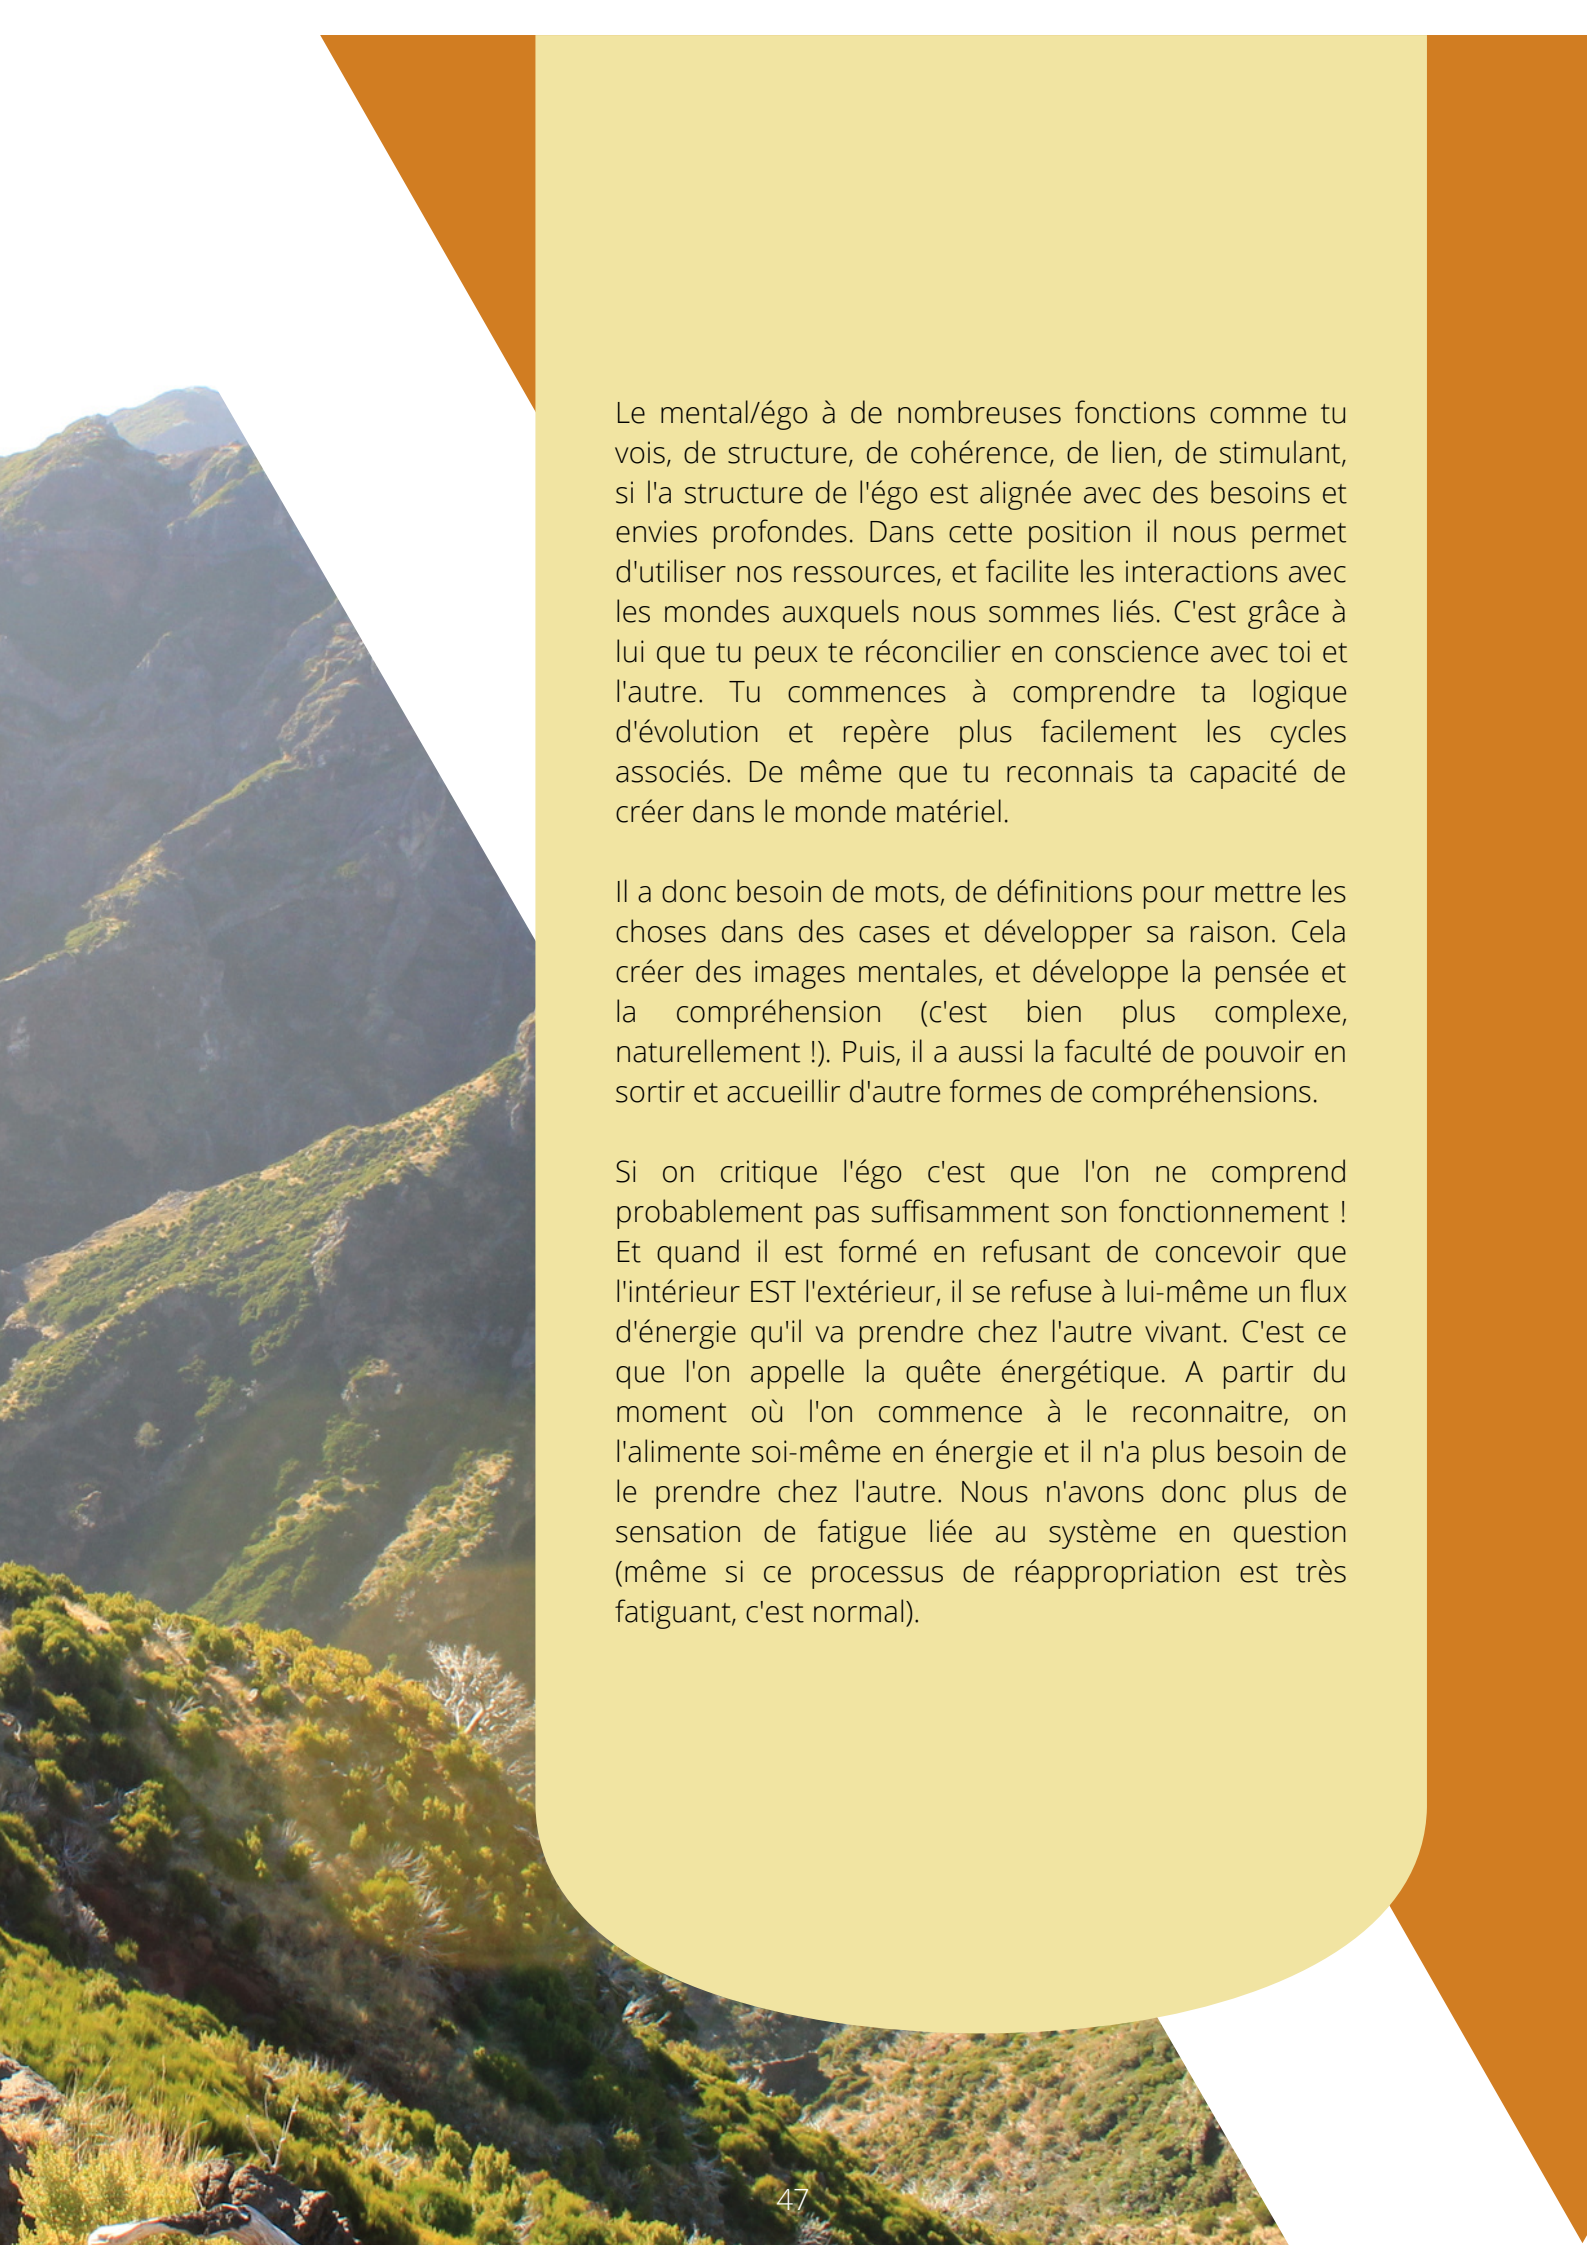 Le mental/égo à de nombreuses fonctions comme tu
vois, de structure, de cohérence, de lien, de stimulant,
si l'a structure de l'égo est alignée avec des besoins et
envies profondes. Dans cette position il nous permet
d'utiliser nos ressources, et facilite les interactions avec
les mondes auxquels nous sommes liés. C'est grâce à
lui que tu peux te réconcilier en conscience avec toi et
l'autre. Tu commences à comprendre ta logique
d'évolution et repère plus facilement les cycles
associés. De même que tu reconnais ta capacité de
créer dans le monde matériel.
Il a donc besoin de mots, de définitions pour mettre les
choses dans des cases et développer sa raison. Cela
créer des images mentales, et développe la pensée et
la compréhension (c'est bien plus complexe,
naturellement !). Puis, il a aussi la faculté de pouvoir en
sortir et accueillir d'autre formes de compréhensions.
Si on critique l'égo c'est que l'on ne comprend
probablement pas suffisamment son fonctionnement !
Et quand il est formé en refusant de concevoir que
l'intérieur EST l'extérieur, il se refuse à lui-même un flux
d'énergie qu'il va prendre chez l'autre vivant. C'est ce
que l'on appelle la quête énergétique. A partir du
moment où l'on commence à le reconnaitre, on
l'alimente soi-même en énergie et il n'a plus besoin de
le prendre chez l'autre. Nous n'avons donc plus de
sensation de fatigue liée au système en question
(même si ce processus de réappropriation est très
fatiguant, c'est normal).
47